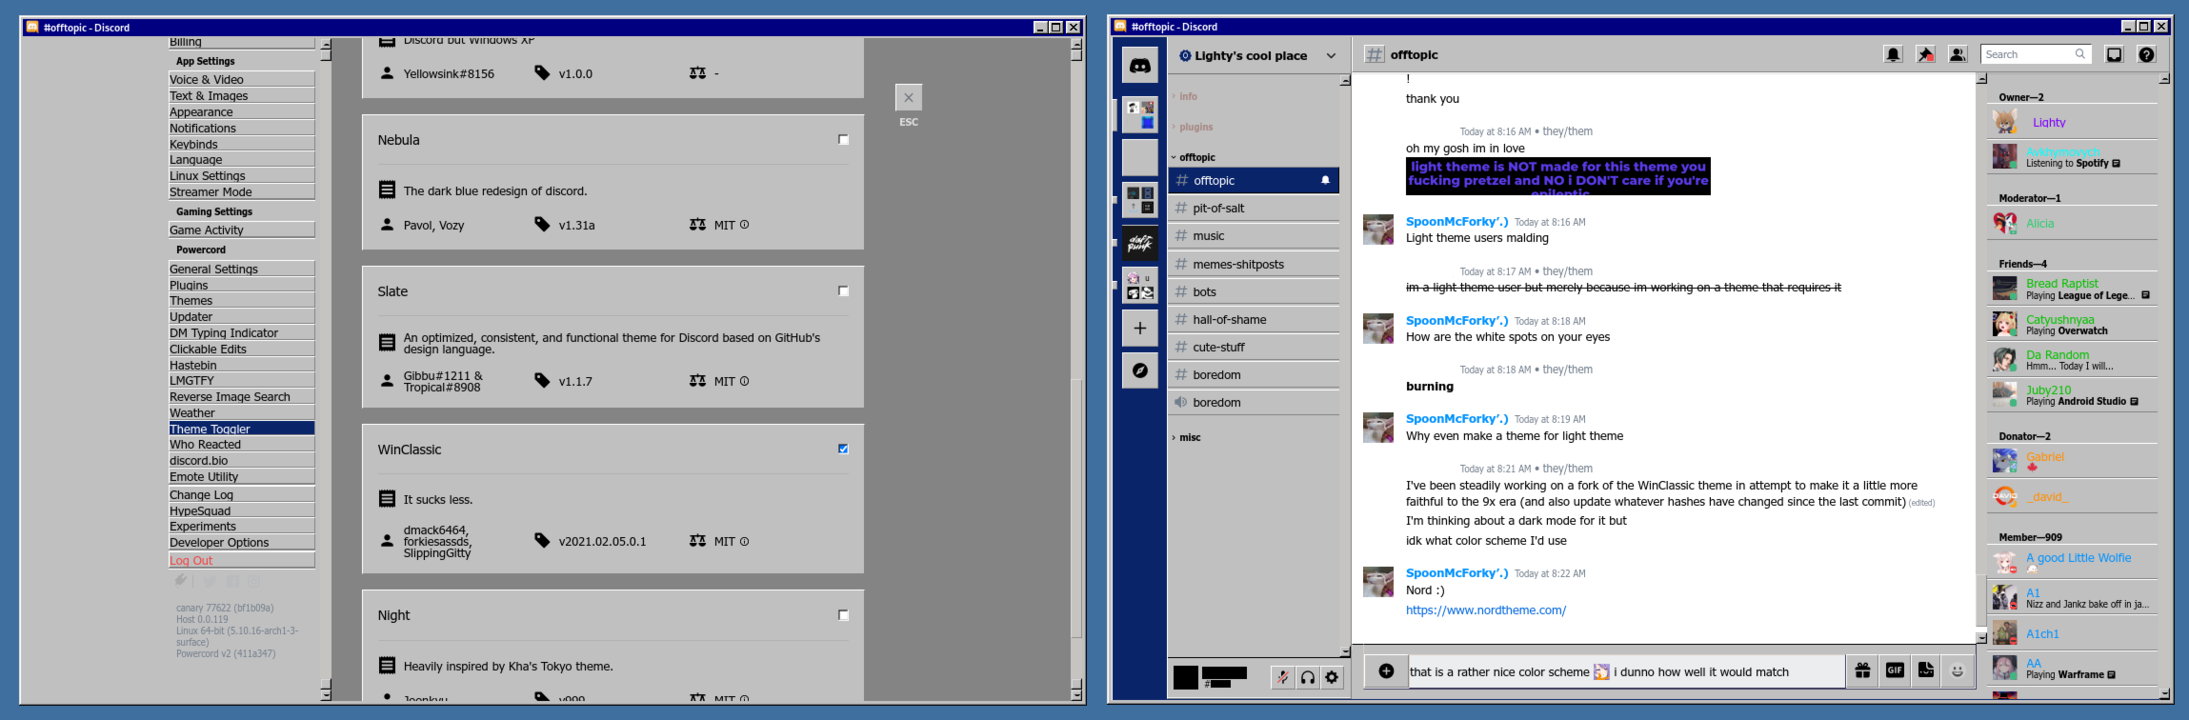 #offtopic - Discord
Billing
App Settings
Voice & Video
Text & Images
Appearance
Notifications
Keybinds
Language
Linux Settings
Streamer Mode
Gaming Settings
Game Activity
Powercord
General Settings
Plugins
Themes
Updater
DM Typing Indicator
Clickable Edits
Hastebin
LMGTFY
Reverse Image Search
Weather
Theme Toggler
Who Reacted
discord.bio
Emote Utility
Change Log
HypeSquad
Experiments
Developer Options
Log Out
canary 77622 (bf1b09a)
Host 0.0.119
Linux 64-bit (5.10.16-arch1-3-
surface)
Powercord v2 (411a347)
Discord but Windows XP
Yellowsink#8156
v1.0.0
-
Nebula
The dark blue redesign of discord.
Pavol, Vozy
v1.31a
MIT
Slate
An optimized, consistent, and functional theme for Discord based on GitHub's
design language.
Gibbu#1211 &
Tropical#8908
v1.1.7
MIT
WinClassic
It sucks less.
dmack6464,
forkiesassds,
SlippingGitty
v2021.02.05.0.1
MIT
Night
Heavily inspired by Kha's Tokyo theme.
Joonkyu
v999
MIT
ESC
#offtopic - Discord
daft
punk
u
Lighty's cool place
info
plugins
offtopic
offtopic
pit-of-salt
music
memes-shitposts
bots
hall-of-shame
cute-stuff
boredom
boredom
misc
#
# offtopic
Search
!
thank you
Today at 8:16 AM • they/them
oh my gosh im in love
light theme is NOT made for this theme you
fucking pretzel and NO i DON'T care if you're
epileptic
SpoonMcForky'.) Today at 8:16 AM
Light theme users malding
Today at 8:17 AM • they/them
im a light theme user but merely because im working on a theme that requires it
SpoonMcForky'.) Today at 8:18 AM
How are the white spots on your eyes
Today at 8:18 AM • they/them
burning
SpoonMcForky'.) Today at 8:19 AM
Why even make a theme for light theme
Today at 8:21 AM • they/them
I've been steadily working on a fork of the WinClassic theme in attempt to make it a little more
faithful to the 9x era (and also update whatever hashes have changed since the last commit) (edited)
I'm thinking about a dark mode for it but
idk what color scheme I'd use
SpoonMcForky'.) Today at 8:22 AM
Nord :)
https://www.nordtheme.com/
that is a rather nice color scheme i dunno how well it would match
GIF
Owner—2
Lighty
Listening to Spotify
Moderator—1
Alicia
Friends—4
Bread Raptist
Playing League of Lege...
Catyushnyaa
Playing Overwatch
Da Random
Hmm... Today I will...
Juby210
Playing Android Studio
Donator—2
Gabriel
DAVID
_david_
Member—909
A good Little Wolfie
A1
Nizz and Jankz bake off in ja...
A1ch1
AA
Playing Warframe